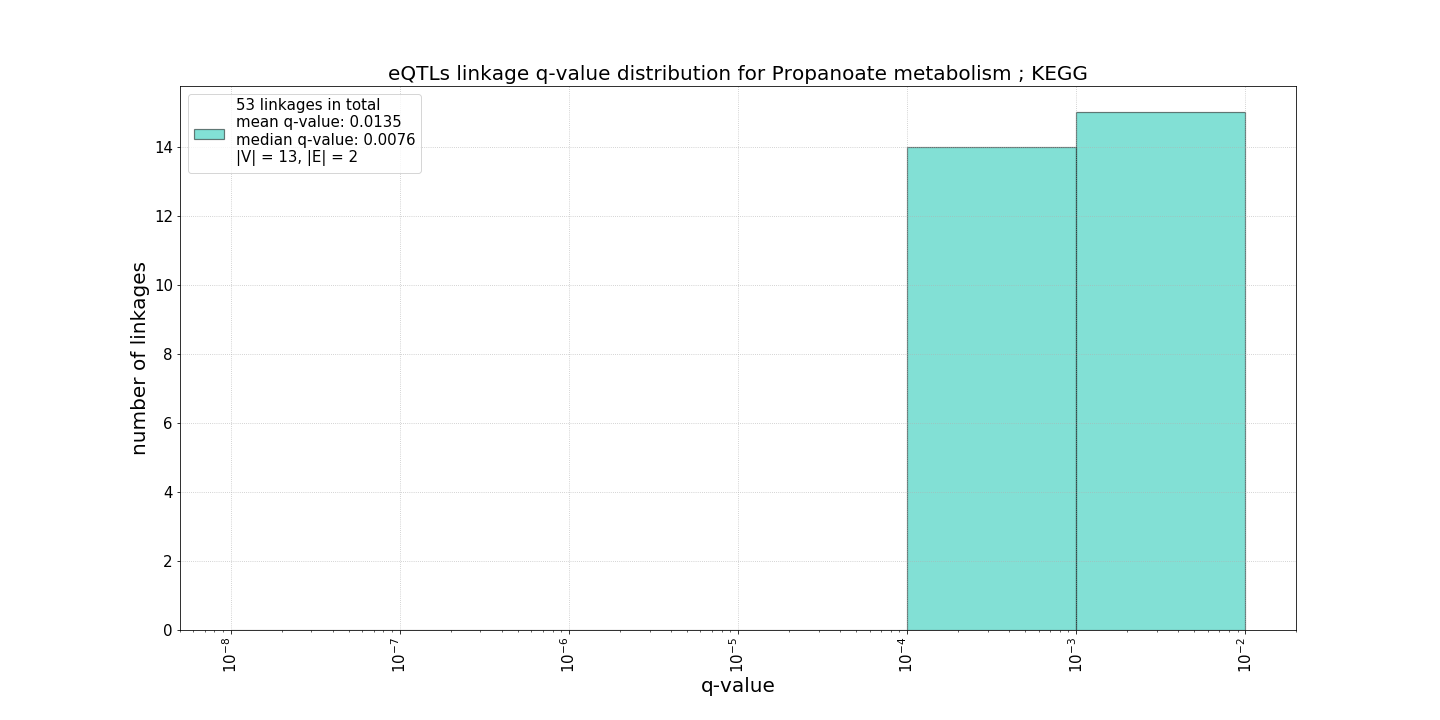 eQTLs linkage q-value distribution for Propanoate metabolism ; KEGG
53 linkages in total
mean q-value: 0.0135
median q-value: 0.0076
|V| = 13, |E| = 2
number of linkages
14
12
10
8
6
4
2
0
10⁻⁸
10⁻⁷
10⁻⁶
10⁻⁵
10⁻⁴
10⁻³
10⁻²
q-value